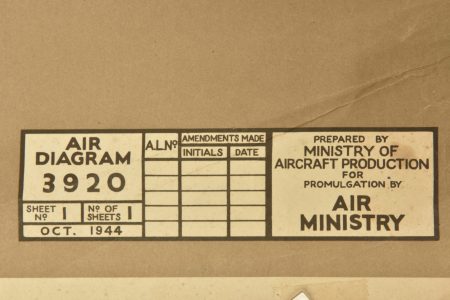 AIR
DIAGRAM
3920
SHEET Nº 1
Nº OF SHEETS 1
OCT. 1944
A.L.Nº
AMENDMENTS MADE
INITIALS DATE
PREPARED BY
MINISTRY OF
AIRCRAFT PRODUCTION
FOR
PROMULGATION BY
AIR
MINISTRY